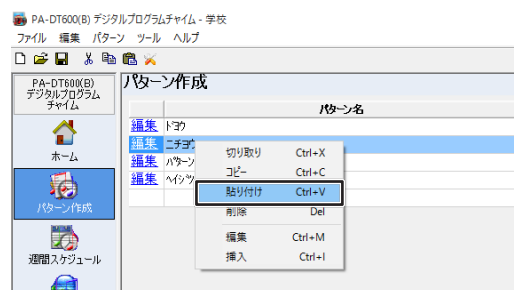 PA-DT600(B) デジタルプログラムチャイム - 学校
ファイル 編集 パターン ツール ヘルプ
PA-DT600(B)
デジタルプログラム
チャイム
ホーム
パターン作成
週間スケジュール
パターン作成
パターン名
編集 ﾄﾞﾖｳ
編集 ﾆﾁﾖｳ
編集 ﾊﾟﾀｰﾝ
編集 ﾍｲｼﾞﾂ
切り取り Ctrl+X
コピー Ctrl+C
貼り付け Ctrl+V
削除 Del
編集 Ctrl+M
挿入 Ctrl+I